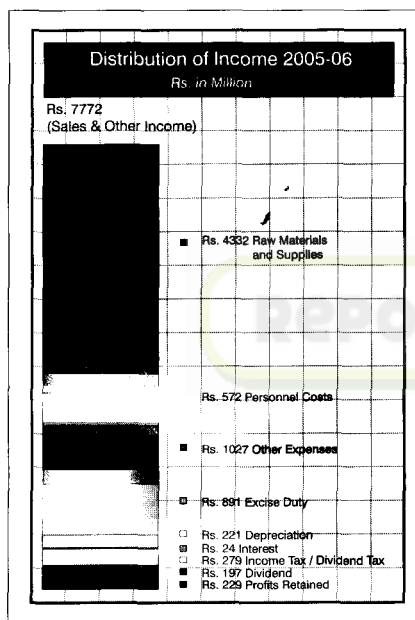 Distribution of Income 2005-06
Rs. in Million
Rs. 7772
(Sales & Other Income)
Rs. 4332 Raw Materials
and Supplies
Rs. 572 Personnel Costs
Rs. 1027 Other Expenses
Rs. 891 Excise Duty
Rs. 221 Depreciation
Rs. 24 Interest
Rs. 279 Income Tax / Dividend Tax
Rs. 197 Dividend
Rs. 229 Profits Retained